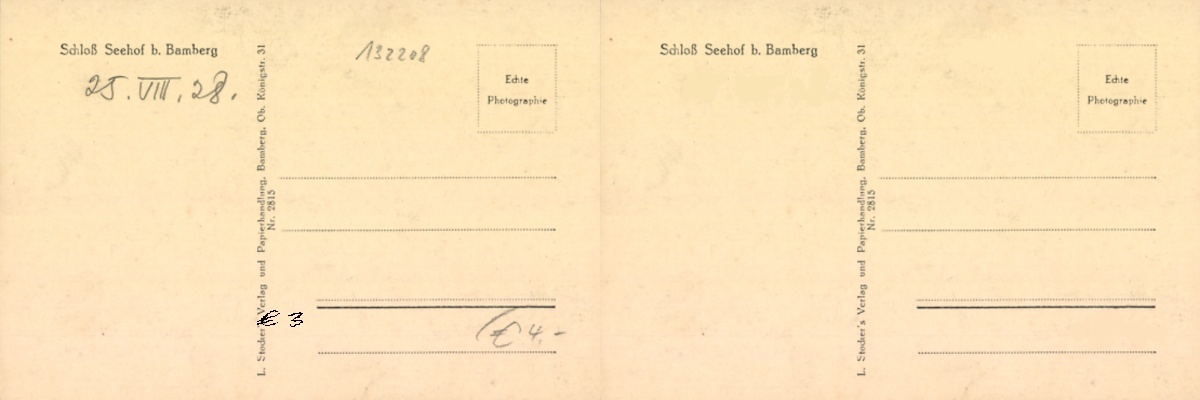 Schloß Seehof b. Bamberg
25. VIII. 28.
132208
Echte
Photographie
L. Stocker's Verlag und Papierhandlung, Bamberg, Ob. Königstr. 31
Nr. 2815
€ 3
€ 4.-
Schloß Seehof b. Bamberg
Echte
Photographie
L. Stocker's Verlag und Papierhandlung, Bamberg, Ob. Königstr. 31
Nr. 2815